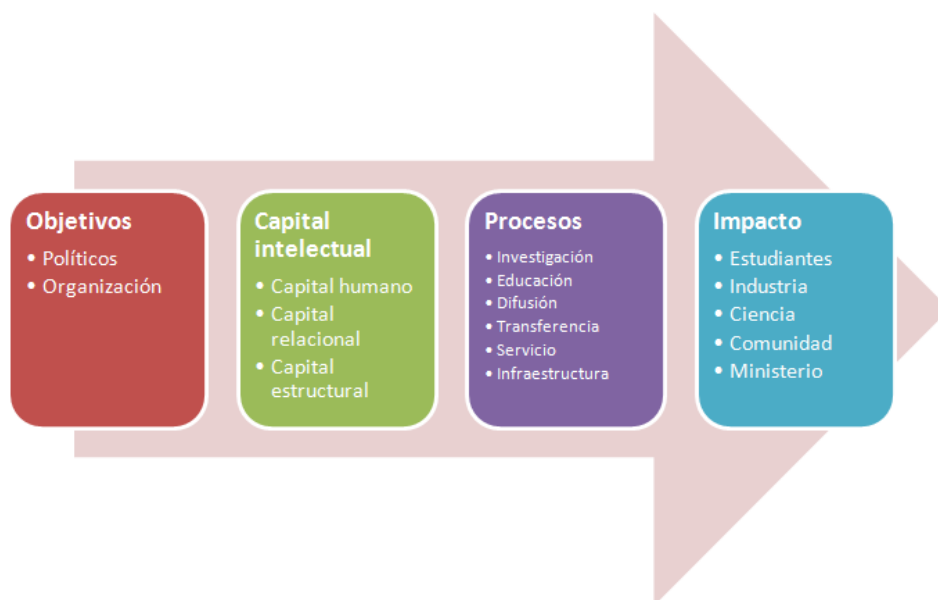 Objetivos
• Políticos
• Organización
Capital
intelectual
• Capital humano
• Capital
relacional
• Capital
estructural
Procesos
• Investigación
• Educación
• Difusión
• Transferencia
• Servicio
• Infraestructura
Impacto
• Estudiantes
• Industria
• Ciencia
• Comunidad
• Ministerio